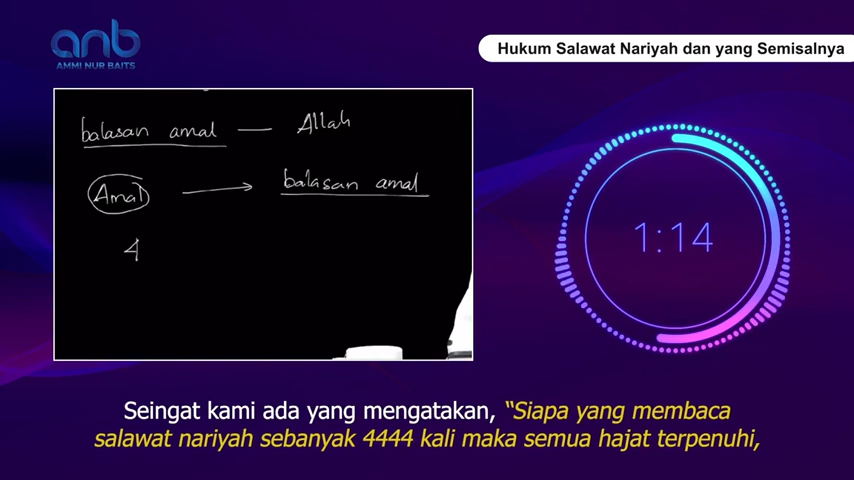 anb
AMMI NUR BAITS
Hukum Salawat Nariyah dan yang Semisalnya
balasan amal — Allah
Amal → balasan amal
4
1:14
Seingat kami ada yang mengatakan, “Siapa yang membaca
salawat nariyah sebanyak 4444 kali maka semua hajat terpenuhi,